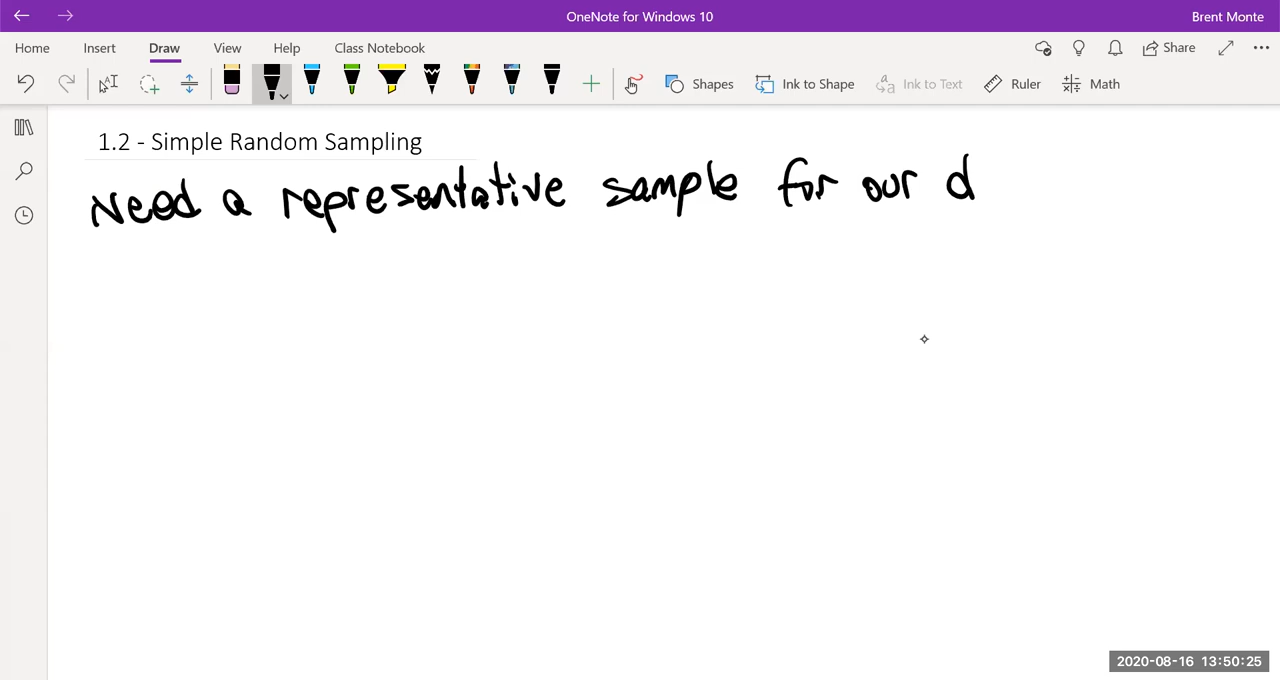 OneNote for Windows 10
Brent Monte
Home Insert Draw View Help Class Notebook Share
Shapes Ink to Shape Ink to Text Ruler Math
1.2 - Simple Random Sampling
Need a representative sample for our d
2020-08-16 13:50:25